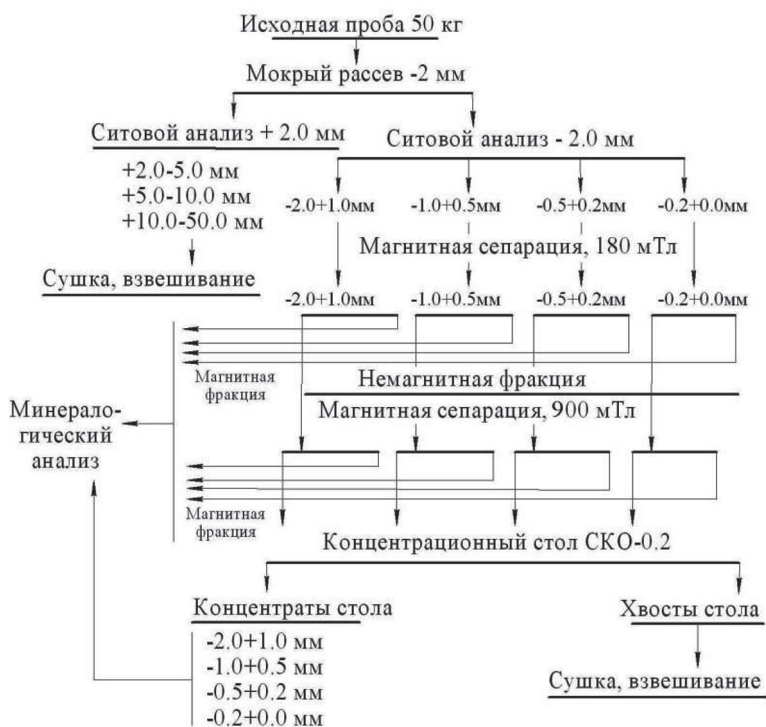 Исходная проба 50 кг
Мокрый рассев -2 мм
Ситовой анализ + 2.0 мм
Ситовой анализ - 2.0 мм
+2.0-5.0 мм
+5.0-10.0 мм
+10.0-50.0 мм
-2.0+1.0мм -1.0+0.5мм -0.5+0.2мм -0.2+0.0мм
Магнитная сепарация, 180 мТл
Сушка, взвешивание
-2.0+1.0мм -1.0+0.5мм -0.5+0.2мм -0.2+0.0мм
Магнитная
фракция
Немагнитная фракция
Магнитная сепарация, 900 мТл
Минерало-
гический
анализ
Магнитная
фракция
Концентрационный стол СКО-0.2
Концентраты стола
Хвосты стола
-2.0+1.0 мм
-1.0+0.5 мм
-0.5+0.2 мм
-0.2+0.0 мм
Сушка, взвешивание